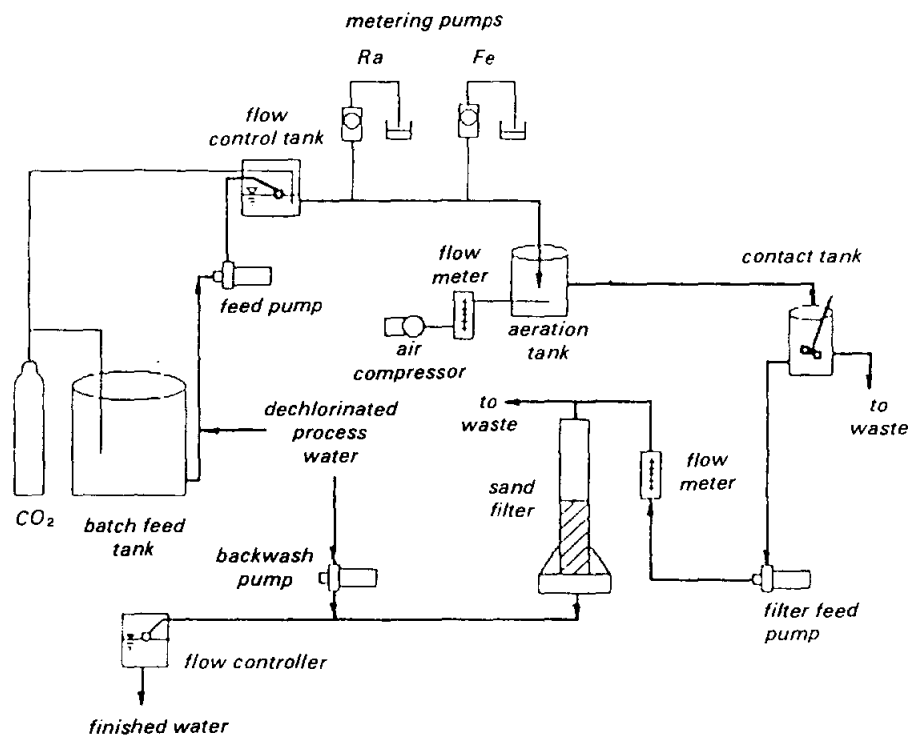 metering pumps
Ra
Fe
flow
control tank
feed pump
flow
meter
aeration
tank
air
compressor
contact tank
to
waste
dechlorinated
process
water
to
waste
sand
filter
flow
meter
CO₂
batch feed
tank
backwash
pump
filter feed
pump
flow controller
finished water